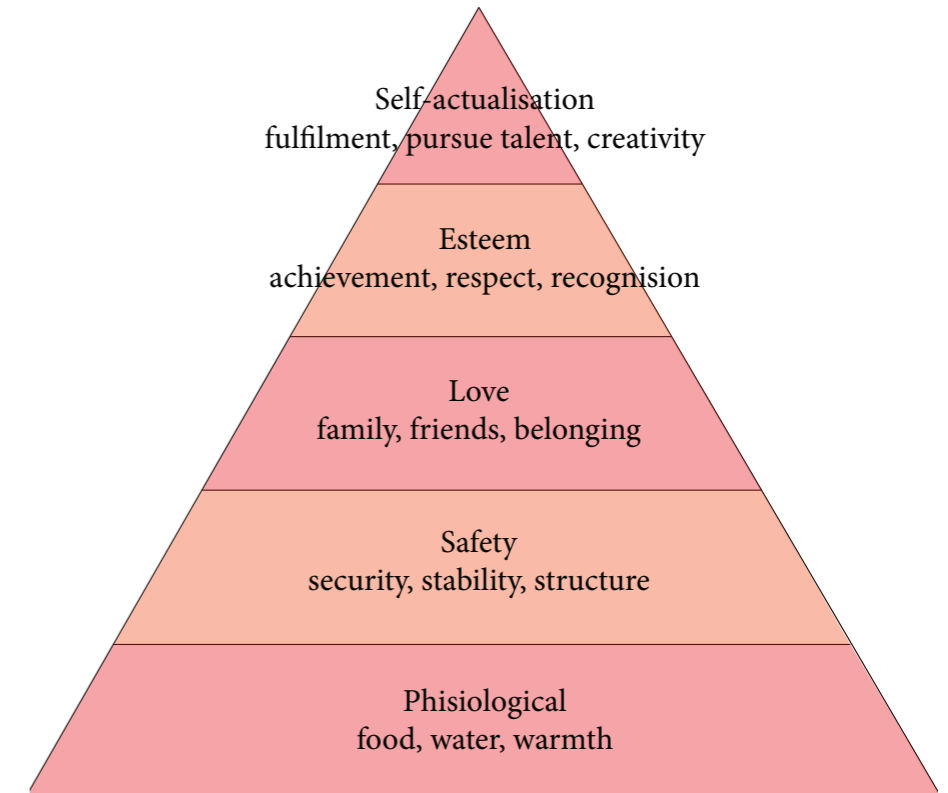 Self-actualisation
fulfilment, pursue talent, creativity
Esteem
achievement, respect, recognision
Love
family, friends, belonging
Safety
security, stability, structure
Phisiological
food, water, warmth